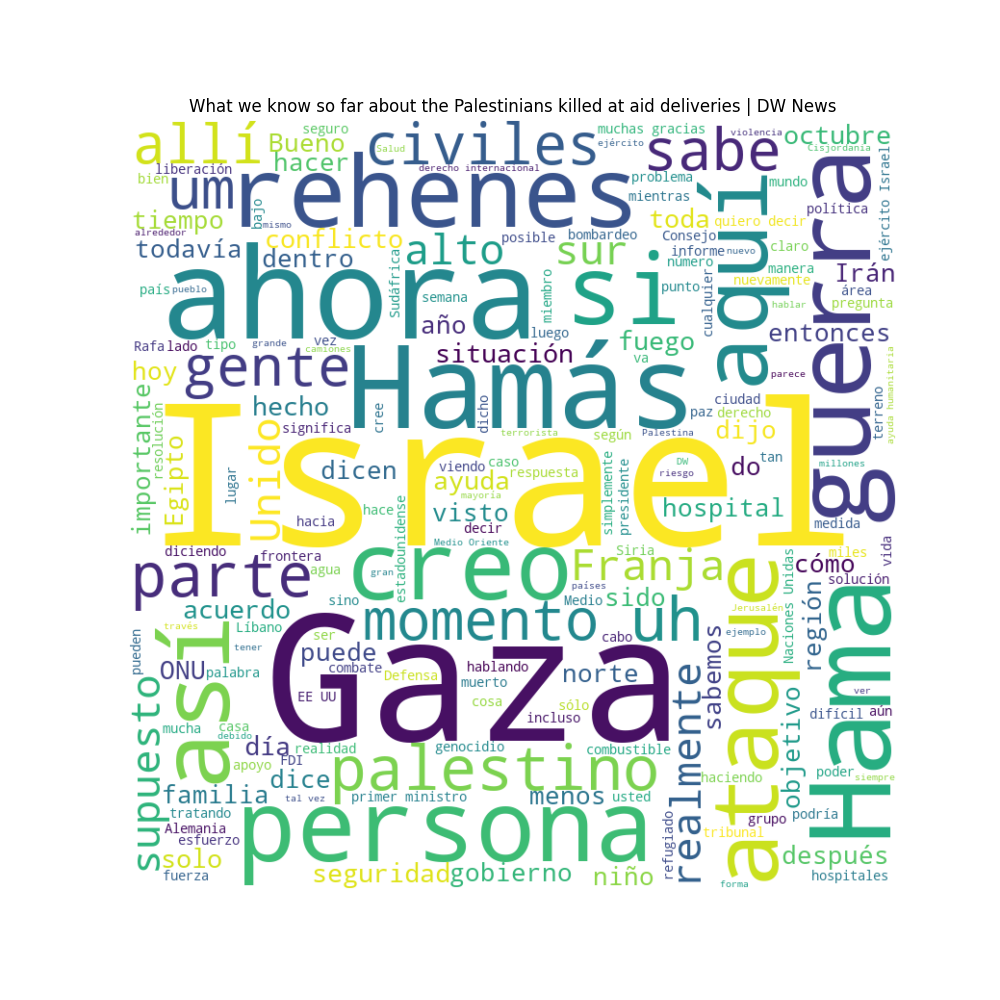 What we know so far about the Palestinians killed at aid deliveries | DW News
allí
Bueno
seguro
civiles
muchas gracias
ejército
sabe
violencia
octubre
Salud
Cisjordania
hacer
liberación
bien
um
rehenes
derecho internacional
problema
mientras
mundo
guerra
ejército Israel
tiempo
bajo
mismo
toda
quiero decir
aquí
política
alrededor
todavía
conflicto
dentro
alto
posible
bombardeo
sur
Consejo
informe
nuevo
claro
país
pueblo
ahora
Sudáfrica
semana
miembro
si
número
punto
cualquier
manera
nuevamente
Irán
área
hablar
pregunta
año
luego
fuego
entonces
Rafa
lado
tipo
grande
vez
camiones
situación
va
parece
ayuda humanitaria
hoy
gente
Hamás
importante
resolución
hecho
cree
dicho
paz
ciudad
derecho
terreno
significa
terrorista
según
Palestina
dijo
Israel
Egipto
lugar
Unido
dicen
viendo
caso
respuesta
mayoría
ayuda
simplemente
presidente
DW
riesgo
do
tan
millones
hospital
hacia
hace
visto
decir
medida
diciendo
frontera
estadounidense
Medio Oriente
Siria
miles
vida
parte
agua
gran
creo
Franja
países
ataque
cómo
solución
acuerdo
sino
Medio
sido
Jerusalén
Naciones Unidas
región
Hama
pueden
través
Líbano
tener
así
ser
momento
uh
cabo
ejemplo
ONU
palabra
puede
combate
Gaza
Defensa
hablando
muerto
norte
sabemos
ver
EE UU
cosa
sólo
incluso
realmente
objetivo
difícil
aún
supuesto
mucha
casa
debido
día
realidad
FDI
genocidio
combustible
apoyo
dice
palestino
haciendo
poder
siempre
familia
tal vez
primer ministro
menos
usted
tratando
persona
refugiado
grupo
podría
Alemania
esfuerzo
tribunal
solo
después
fuerza
seguridad
gobierno
niño
forma
hospitales